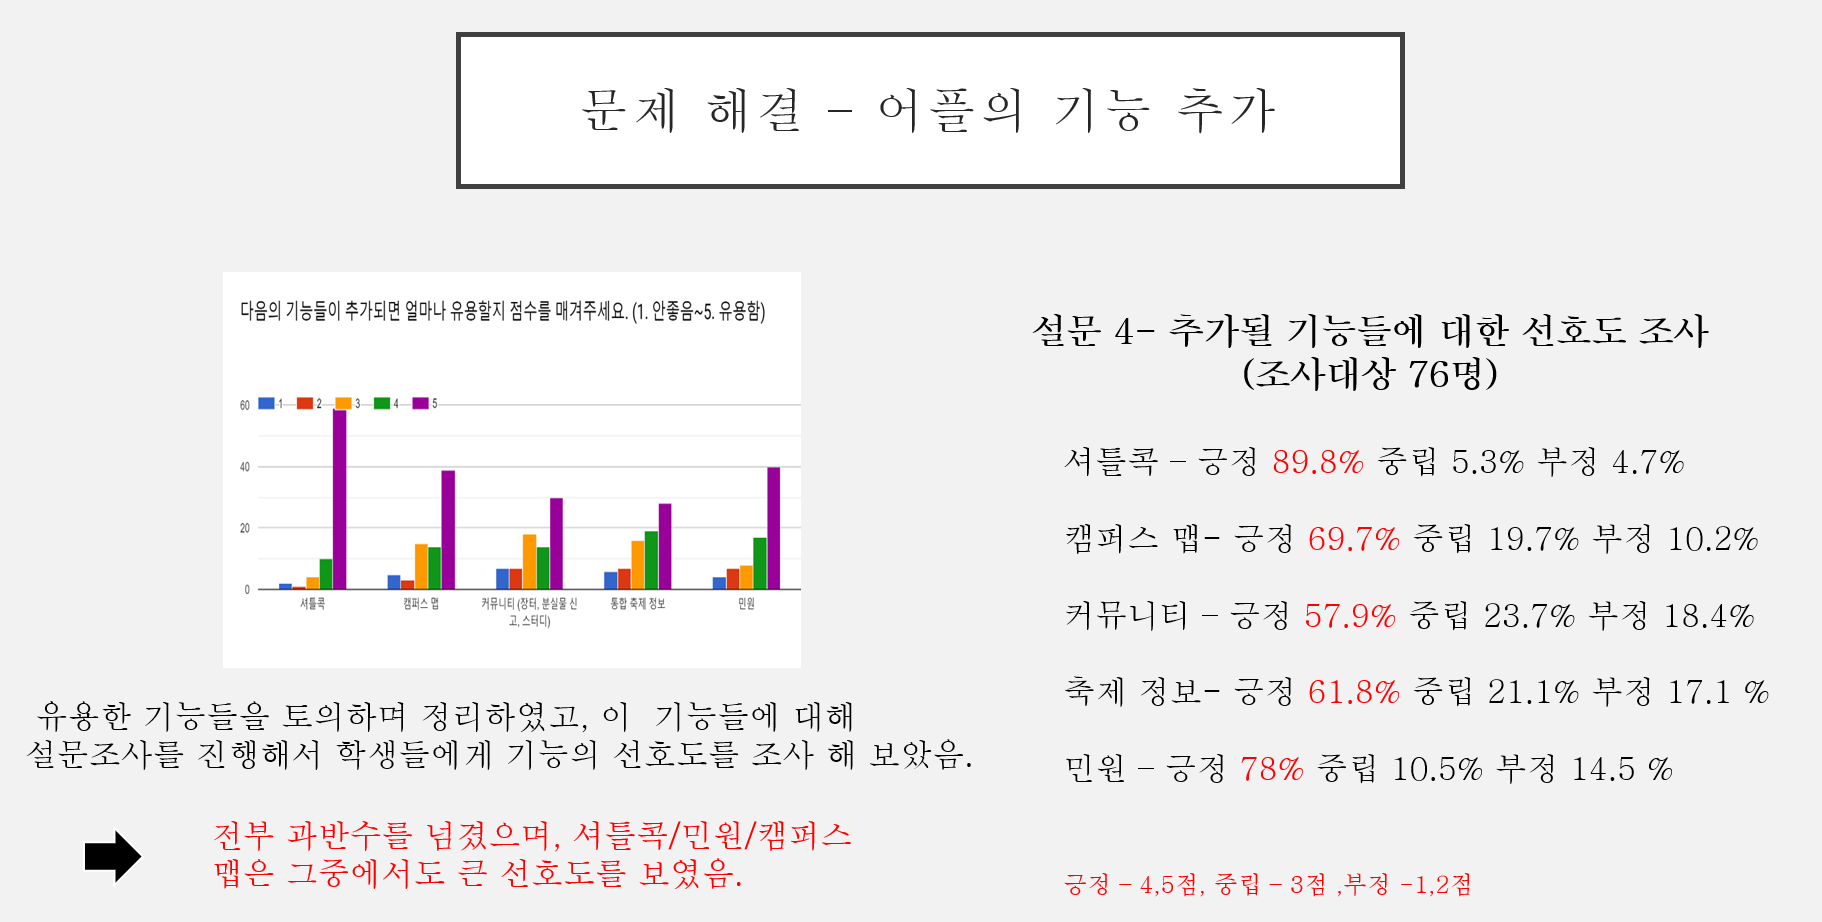 문제 해결 – 어플의 기능 추가
다음의 기능들이 추가되면 얼마나 유용할지 점수를 매겨주세요. (1. 안좋음~5. 유용함)
1 2 3 4 5
60
40
20
0
셔틀콕 캠퍼스 맵 커뮤니티 (장터, 분실물 신 통합 축제 정보 민원
고, 스터디)
유용한 기능들을 토의하며 정리하였고, 이 기능들에 대해
설문조사를 진행해서 학생들에게 기능의 선호도를 조사 해 보았음.
전부 과반수를 넘겼으며, 셔틀콕/민원/캠퍼스
맵은 그중에서도 큰 선호도를 보였음.
설문 4- 추가될 기능들에 대한 선호도 조사
(조사대상 76명)
셔틀콕 – 긍정 89.8% 중립 5.3% 부정 4.7%
캠퍼스 맵- 긍정 69.7% 중립 19.7% 부정 10.2%
커뮤니티 – 긍정 57.9% 중립 23.7% 부정 18.4%
축제 정보- 긍정 61.8% 중립 21.1% 부정 17.1 %
민원 – 긍정 78% 중립 10.5% 부정 14.5 %
긍정 – 4,5점, 중립 – 3점 ,부정 -1,2점